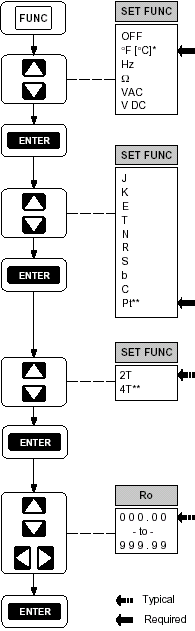 SET FUNC
FUNC
OFF
°F [°C]*
Hz
Ω
VAC
V DC
ENTER
SET FUNC
J
K
E
T
N
R
S
b
C
Pt**
ENTER
SET FUNC
2T
4T**
ENTER
Ro
000.00
- to -
999.99
Typical
ENTER
Required